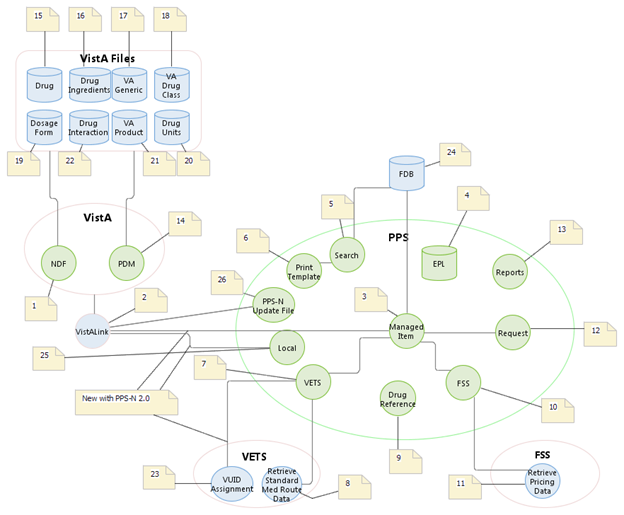 15
16
17
18
VistA Files
Drug
Drug
Ingredients
VA
Generic
VA
Drug
Class
Dosage
Form
Drug
Interaction
VA
Product
Drug
Units
19
22
21
20
24
FDB
4
5
VistA
14
PPS
13
6
NDF
PDM
Print
Template
Search
EPL
Reports
26
1
2
PPS-N
Update File
3
VistALink
Managed
Item
Request
12
25
Local
7
VETS
Drug
Reference
FSS
New with PPS-N 2.0
10
9
VETS
FSS
23
VUID
Assignment
Retrieve
Standard
Med Route
Data
8
11
Retrieve
Pricing
Data